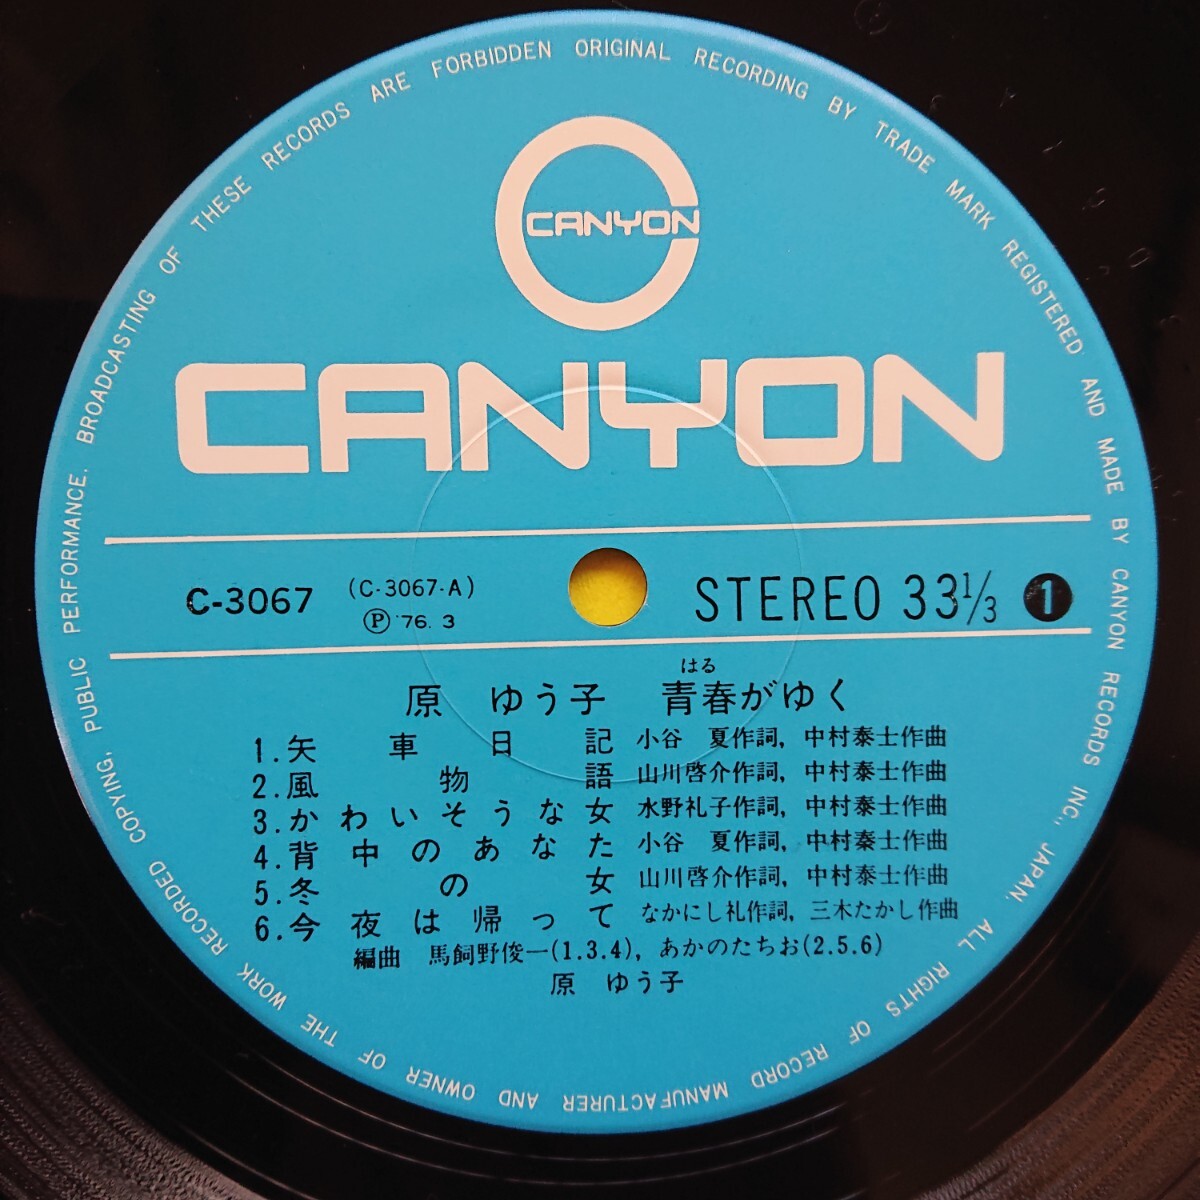 CANYON
CANYON
C-3067 (C-3067-A) STEREO 33⅓ 1
Ⓟ '76. 3
はる
原 ゆう子 青春がゆく
1. 矢車日記 小谷 夏作詞, 中村泰士作曲
2. 風物語 山川啓介作詞, 中村泰士作曲
3. かわいそうな女 水野礼子作詞, 中村泰士作曲
4. 背中のあなた 小谷 夏作詞, 中村泰士作曲
5. 冬の女 山川啓介作詞, 中村泰士作曲
6. 今夜は帰って なかにし礼作詞, 三木たかし作曲
編曲 馬飼野俊一(1.3.4), あかのたちお(2.5.6)
原 ゆう子
ORIGINAL RECORDING BY TRADE MARK REGISTERED AND MADE BY CANYON RECORDS INC., JAPAN. ALL RIGHTS OF RECORD MANUFACTURER AND OWNER OF THE WORK RECORDED COPYING, PUBLIC PERFORMANCE. BROADCASTING OF THESE RECORDS ARE FORBIDDEN